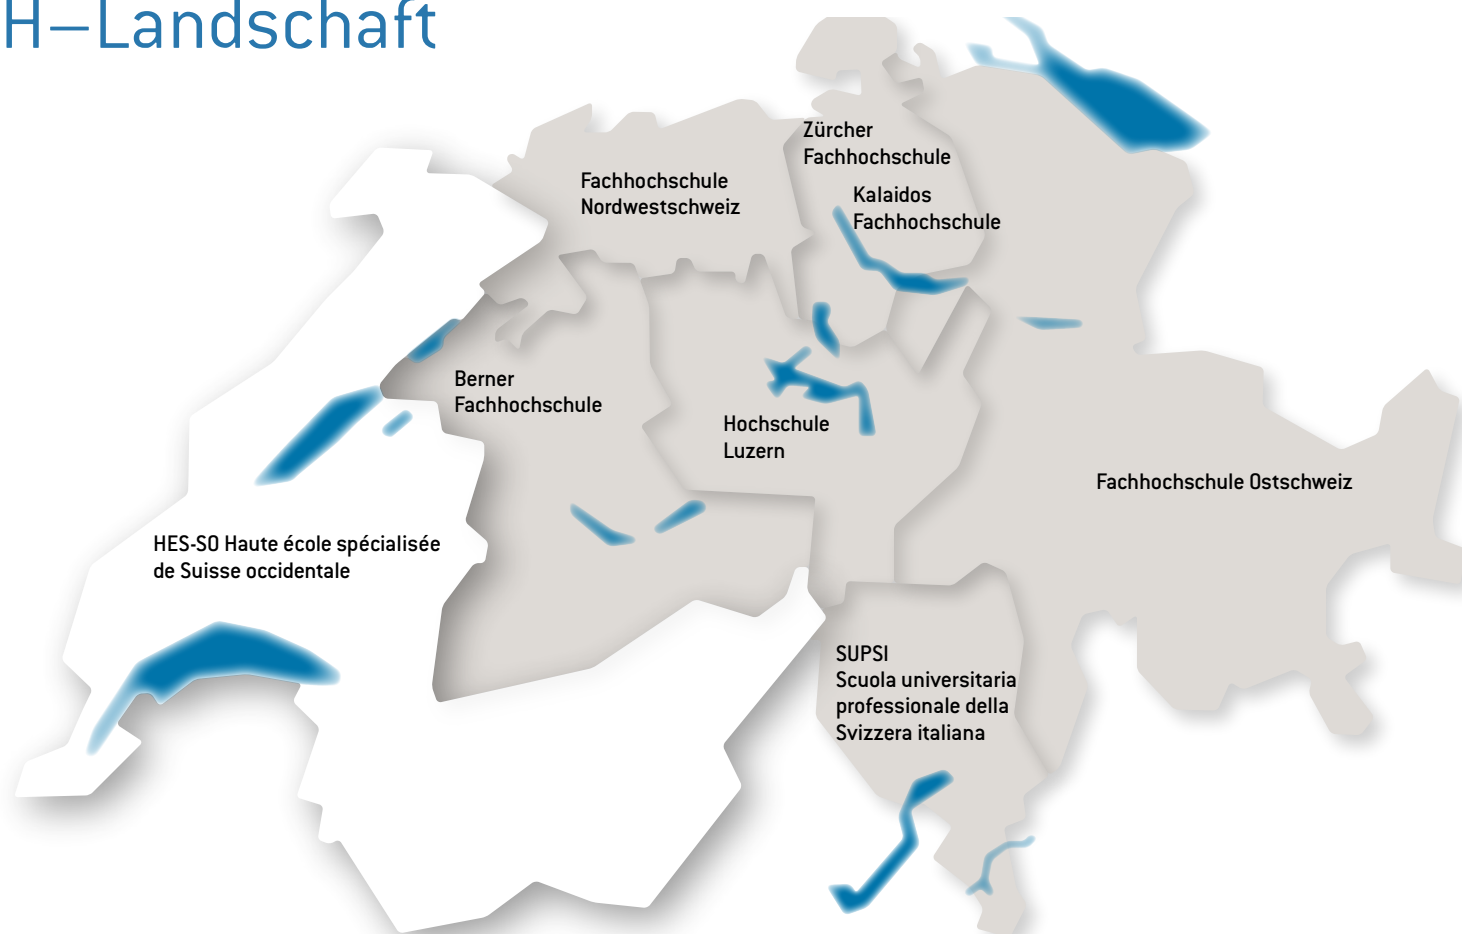 H–Landschaft
Zürcher
Fachhochschule
Kalaidos
Fachhochschule
Fachhochschule
Nordwestschweiz
Berner
Fachhochschule
Hochschule
Luzern
Fachhochschule Ostschweiz
HES-SO Haute école spécialisée
de Suisse occidentale
SUPSI
Scuola universitaria
professionale della
Svizzera italiana